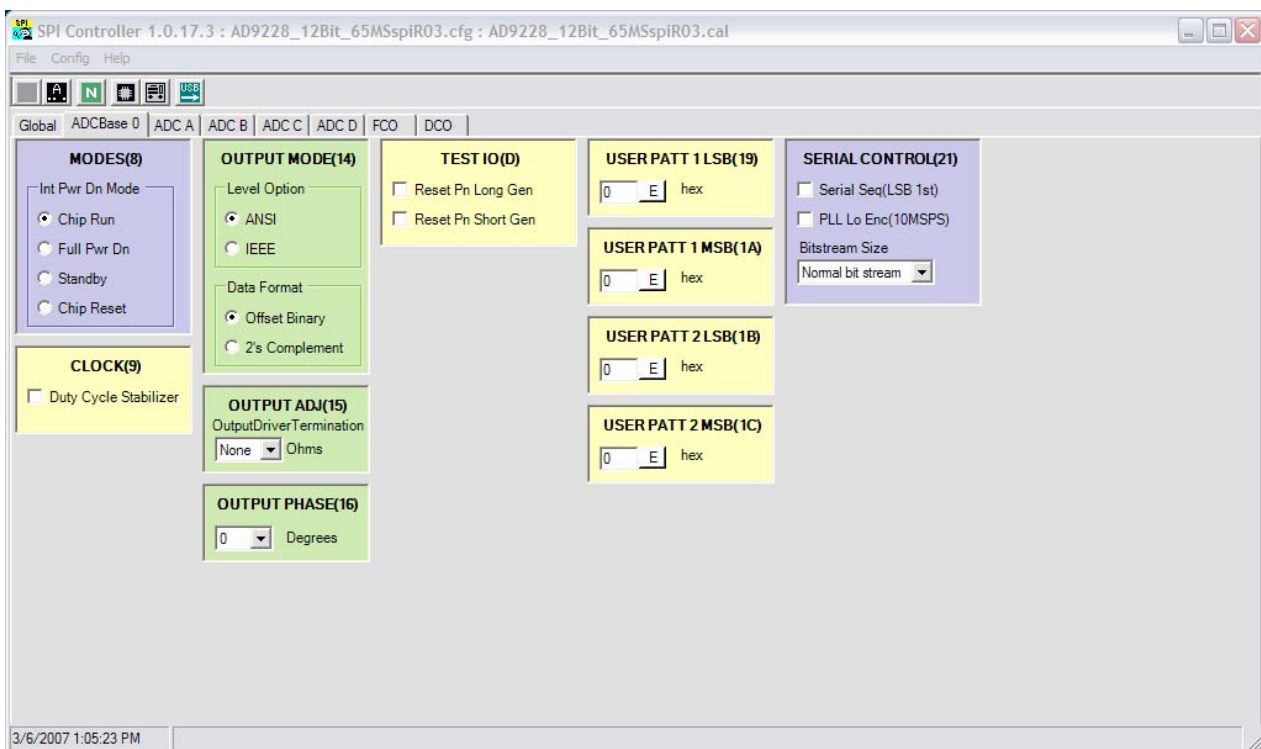 SPI Controller 1.0.17.3 : AD9228_12Bit_65MSspiR03.cfg : AD9228_12Bit_65MSspiR03.cal
File Config Help
A N USB
Global ADCBase 0 ADC A ADC B ADC C ADC D FCO DCO
MODES(8)
Int Pwr Dn Mode
Chip Run
Full Pwr Dn
Standby
Chip Reset
CLOCK(9)
Duty Cycle Stabilizer
OUTPUT MODE(14)
Level Option
ANSI
IEEE
Data Format
Offset Binary
2's Complement
OUTPUT ADJ(15)
OutputDriverTermination
None Ohms
OUTPUT PHASE(16)
0 Degrees
TEST IO(D)
Reset Pn Long Gen
Reset Pn Short Gen
USER PATT 1 LSB(19)
0 E hex
USER PATT 1 MSB(1A)
0 E hex
USER PATT 2 LSB(1B)
0 E hex
USER PATT 2 MSB(1C)
0 E hex
SERIAL CONTROL(21)
Serial Seq(LSB 1st)
PLL Lo Enc(10MSPS)
Bitstream Size
Normal bit stream
3/6/2007 1:05:23 PM